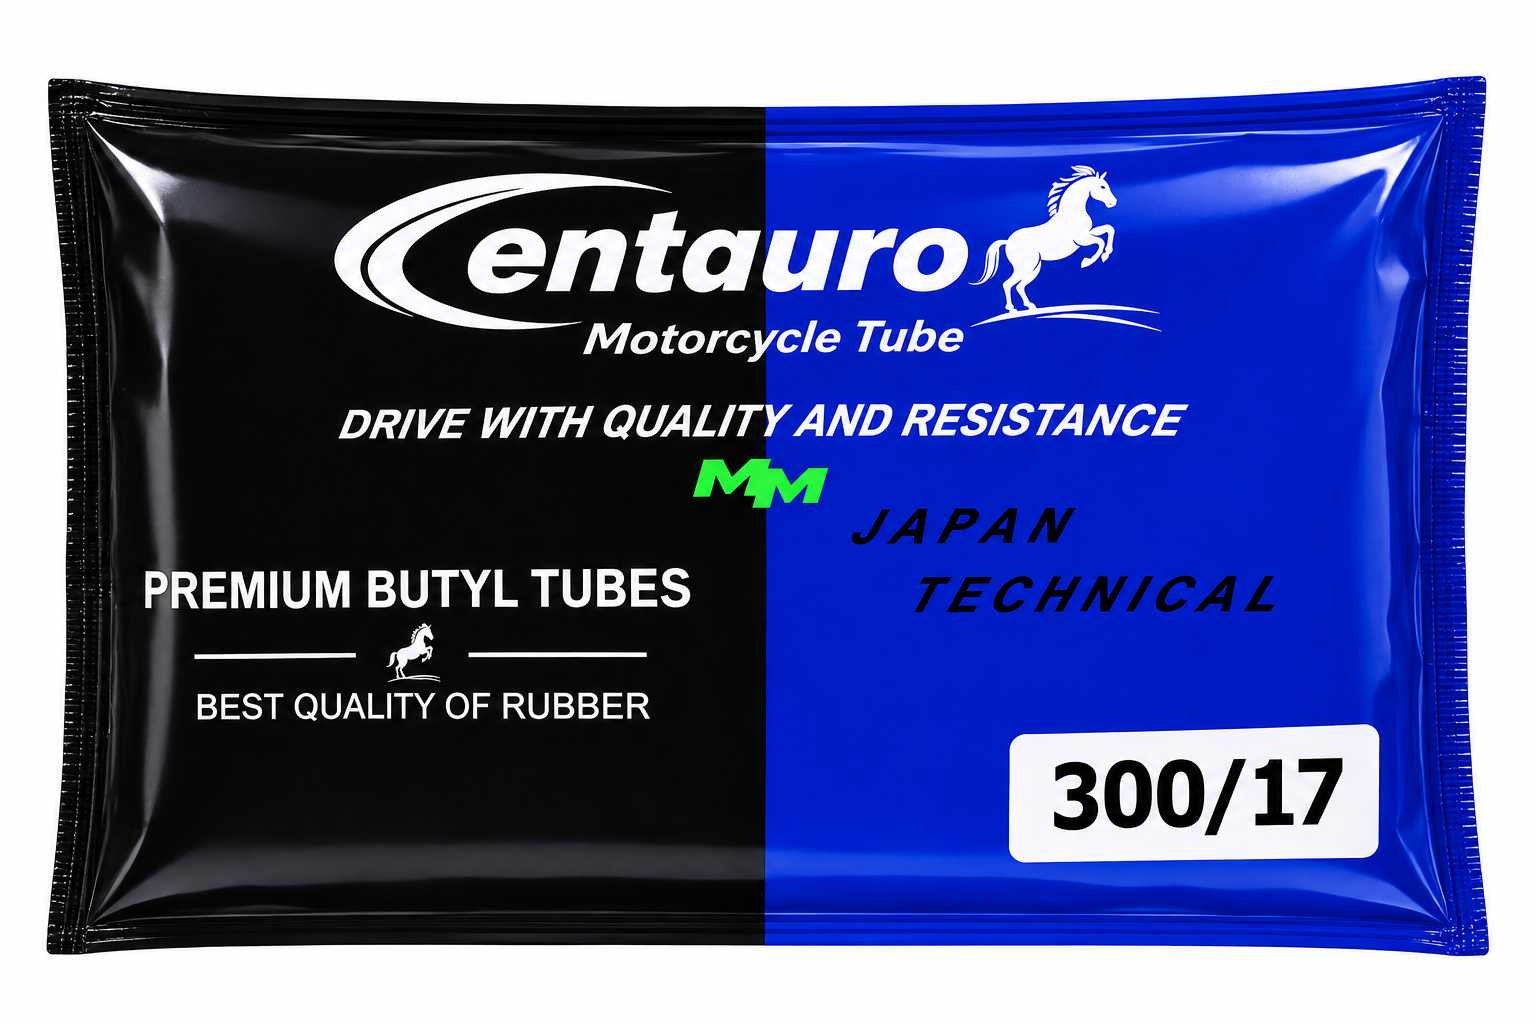 Centauro
Motorcycle Tube
DRIVE WITH QUALITY AND RESISTANCE
MM
JAPAN
TECHNICAL
PREMIUM BUTYL TUBES
BEST QUALITY OF RUBBER
300/17